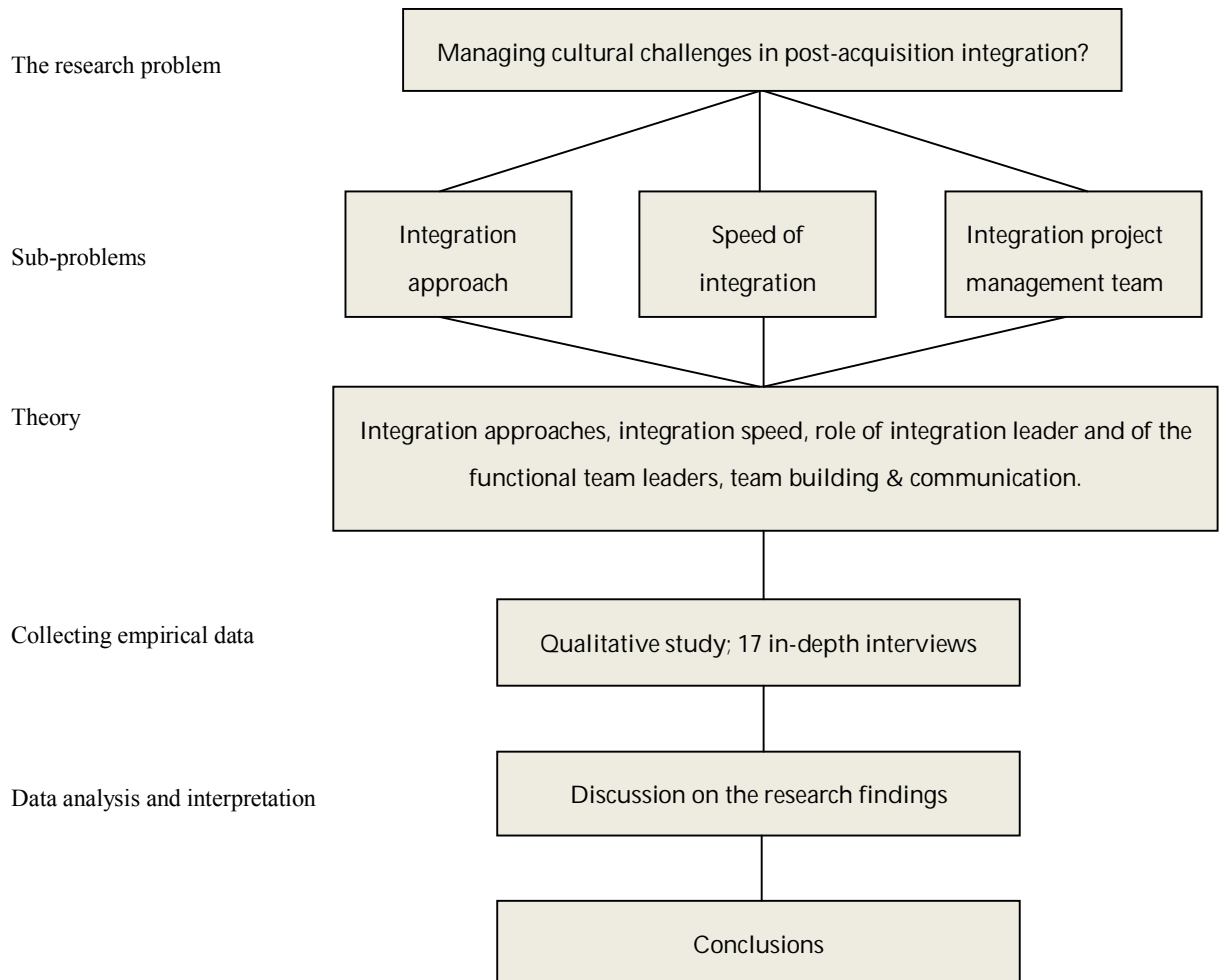 The research problem
Managing cultural challenges in post-acquisition integration?
Sub-problems
Integration
approach
Speed of
integration
Integration project
management team
Theory
Integration approaches, integration speed, role of integration leader and of the
functional team leaders, team building & communication.
Collecting empirical data
Qualitative study; 17 in-depth interviews
Data analysis and interpretation
Discussion on the research findings
Conclusions